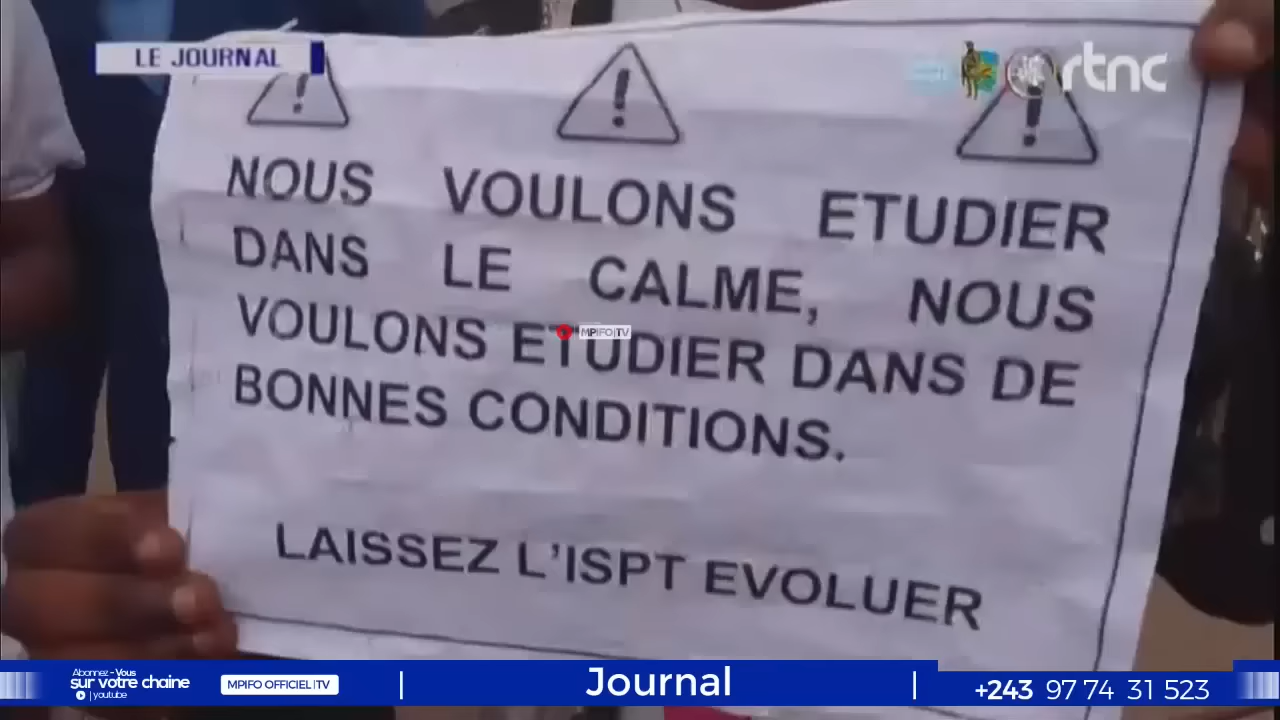 LE JOURNAL
rtnc
NOUS VOULONS ETUDIER
DANS LE CALME, NOUS
VOULONS ETUDIER DANS DE
BONNES CONDITIONS.
MPIFO TV
LAISSEZ L'ISPT EVOLUER
Abonnez - Vous
sur votre chaine
youtube
MPIFO OFFICIEL|TV
Journal
+243 97 74 31 523